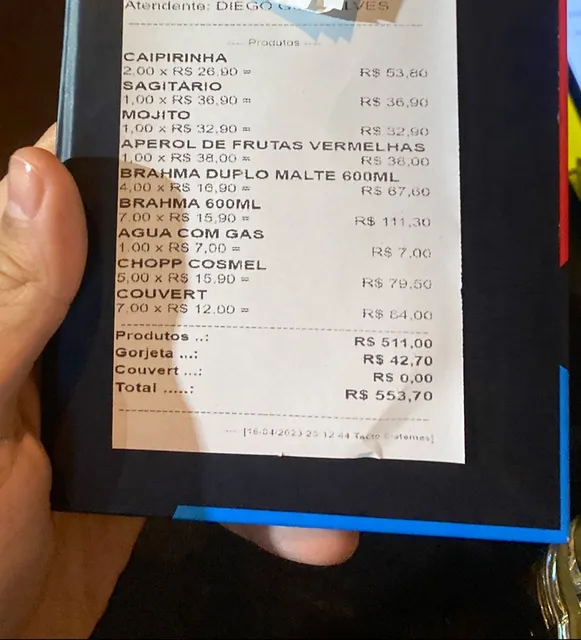 Atendente: DIEGO G LVES
---- Produtos ----
CAIPIRINHA
2,00 x R$ 26,90 = R$ 53,80
SAGITÁRIO
1,00 x R$ 36,90 = R$ 36,90
MOJITO
1,00 x R$ 32,90 = R$ 32,90
APEROL DE FRUTAS VERMELHAS
1,00 x R$ 38,00 = R$ 38,00
BRAHMA DUPLO MALTE 600ML
4,00 x R$ 16,90 = R$ 67,60
BRAHMA 600ML
7,00 x R$ 15,90 = R$ 111,30
AGUA COM GAS
1,00 x R$ 7,00 = R$ 7,00
CHOPP COSMEL
5,00 x R$ 15,90 = R$ 79,50
COUVERT
7,00 x R$ 12,00 = R$ 84,00
Produtos ..: R$ 511,00
Gorjeta ...: R$ 42,70
Couvert ...: R$ 0,00
Total .....: R$ 553,70